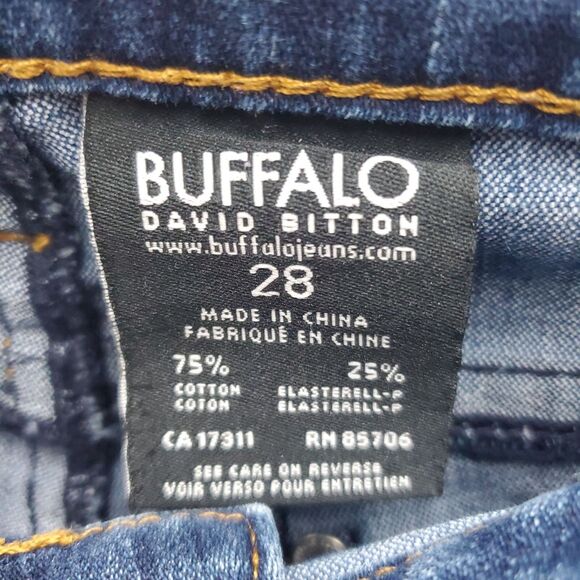 BUFFALO
DAVID BITTON
www.buffalojeans.com
28
MADE IN CHINA
FABRIQUÉ EN CHINE
75% 25%
COTTON ELASTERELL-P
COTON ELASTERELL-P
CA 17311 RN 85706
SEE CARE ON REVERSE
VOIR VERSO POUR ENTRETIEN